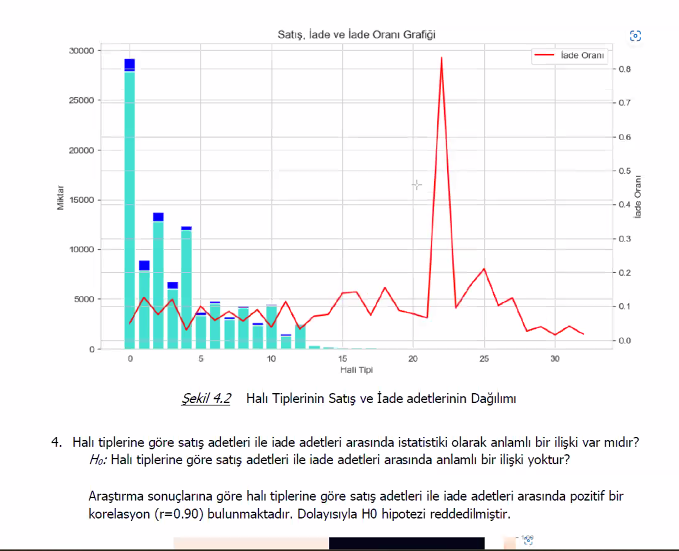 Satış, İade ve İade Oranı Grafiği
İade Oranı
30000
25000
20000
15000
10000
5000
0
Miktar
0.8
0.7
0.6
0.5
0.4
0.3
0.2
0.1
0.0
İade Oranı
0 5 10 15 20 25 30
Halı Tipi
Şekil 4.2 Halı Tiplerinin Satış ve İade adetlerinin Dağılımı
4. Halı tiplerine göre satış adetleri ile iade adetleri arasında istatistiki olarak anlamlı bir ilişki var mıdır?
H₀: Halı tiplerine göre satış adetleri ile iade adetleri arasında anlamlı bir ilişki yoktur?
Araştırma sonuçlarına göre halı tiplerine göre satış adetleri ile iade adetleri arasında pozitif bir
korelasyon (r=0.90) bulunmaktadır. Dolayısıyla H0 hipotezi reddedilmiştir.